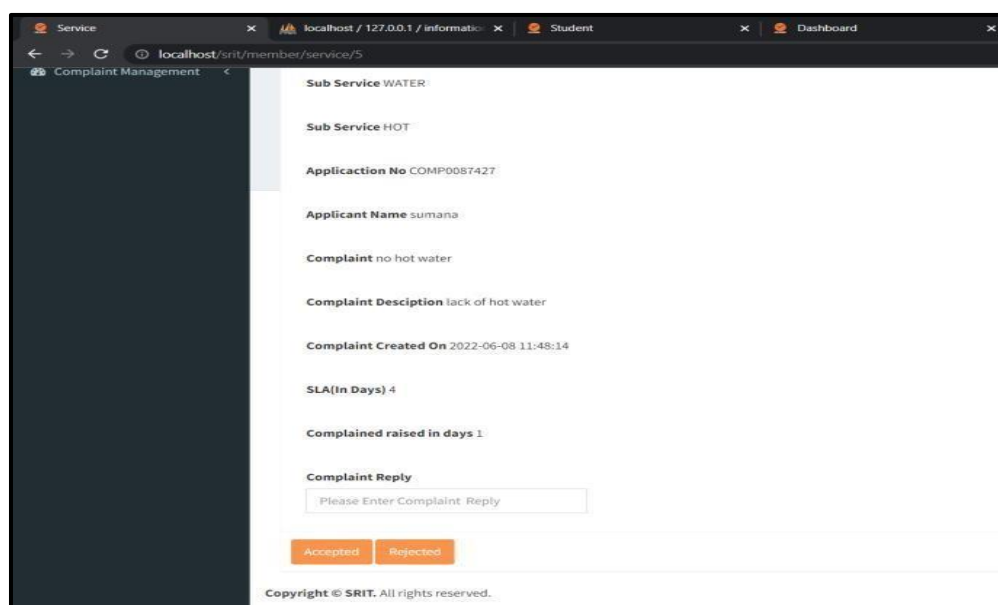 Service
localhost / 127.0.0.1 / informatio
Student
Dashboard
localhost/srit/member/service/5
Complaint Management
Sub Service WATER
Sub Service HOT
Applicaction No COMP0087427
Applicant Name sumana
Complaint no hot water
Complaint Desciption lack of hot water
Complaint Created On 2022-06-08 11:48:14
SLA(In Days) 4
Complained raised in days 1
Complaint Reply
Please Enter Complaint Reply
Accepted Rejected
Copyright © SRIT. All rights reserved.